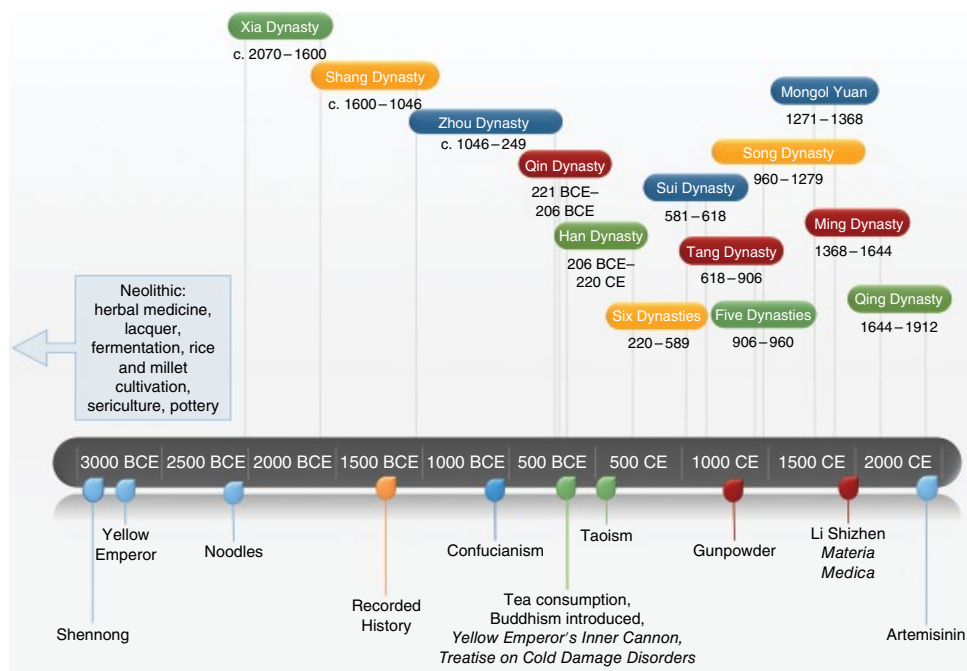 Xia Dynasty
c. 2070–1600
Shang Dynasty
c. 1600–1046
Zhou Dynasty
c. 1046–249
Qin Dynasty
221 BCE–
206 BCE
Han Dynasty
206 BCE–
220 CE
Six Dynasties
220–589
Sui Dynasty
581–618
Tang Dynasty
618–906
Five Dynasties
906–960
Song Dynasty
960–1279
Mongol Yuan
1271–1368
Ming Dynasty
1368–1644
Qing Dynasty
1644–1912
Neolithic:
herbal medicine,
lacquer,
fermentation, rice
and millet
cultivation,
sericulture, pottery
3000 BCE 2500 BCE 2000 BCE 1500 BCE 1000 BCE 500 BCE 500 CE 1000 CE 1500 CE 2000 CE
Shennong
Yellow
Emperor
Noodles
Recorded
History
Confucianism
Tea consumption,
Buddhism introduced,
Yellow Emperor's Inner Cannon,
Treatise on Cold Damage Disorders
Taoism
Gunpowder
Li Shizhen
Materia
Medica
Artemisinin